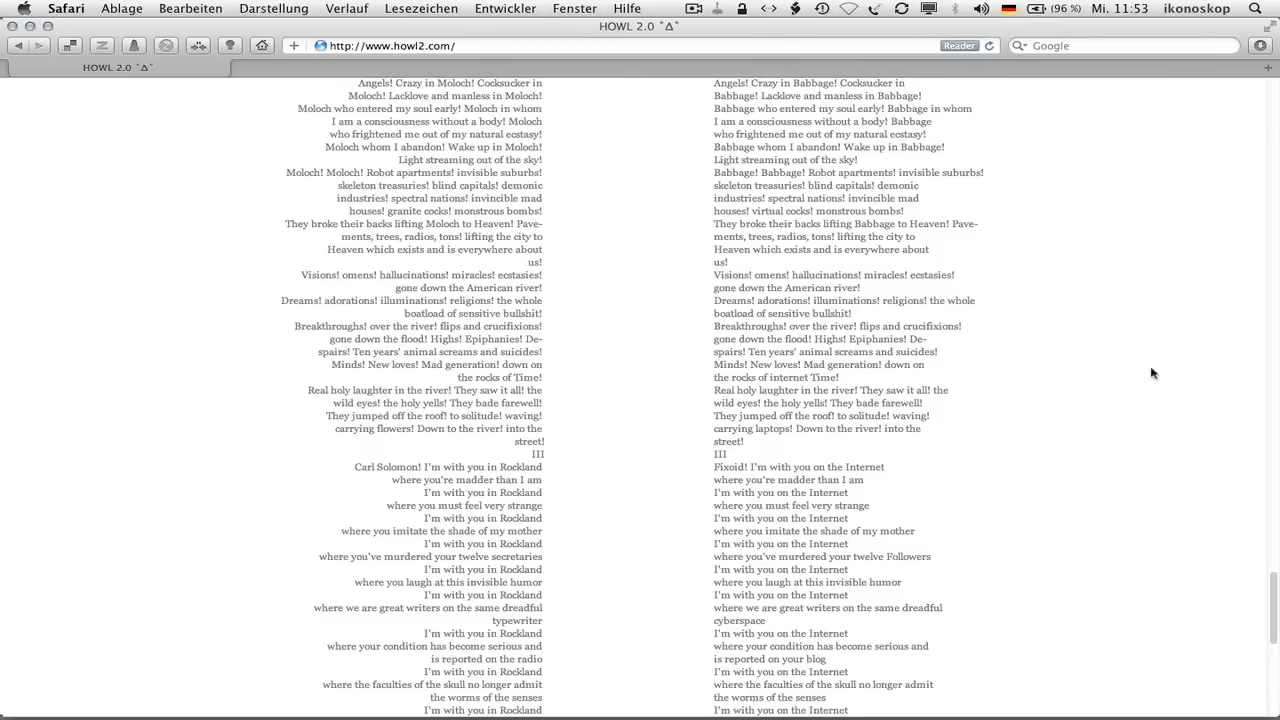 Safari Ablage Bearbeiten Darstellung Verlauf Lesezeichen Entwickler Fenster Hilfe (96 %) Mi. 11:53 ikonoskop
HOWL 2.0 ˚∆˚
http://www.howl2.com/ Reader Google
HOWL 2.0 ˚∆˚
Angels! Crazy in Moloch! Cocksucker in
Moloch! Lacklove and manless in Moloch!
Moloch who entered my soul early! Moloch in whom
I am a consciousness without a body! Moloch
who frightened me out of my natural ecstasy!
Moloch whom I abandon! Wake up in Moloch!
Light streaming out of the sky!
Moloch! Moloch! Robot apartments! invisible suburbs!
skeleton treasuries! blind capitals! demonic
industries! spectral nations! invincible mad
houses! granite cocks! monstrous bombs!
They broke their backs lifting Moloch to Heaven! Pave-
ments, trees, radios, tons! lifting the city to
Heaven which exists and is everywhere about
us!
Visions! omens! hallucinations! miracles! ecstasies!
gone down the American river!
Dreams! adorations! illuminations! religions! the whole
boatload of sensitive bullshit!
Breakthroughs! over the river! flips and crucifixions!
gone down the flood! Highs! Epiphanies! De-
spairs! Ten years' animal screams and suicides!
Minds! New loves! Mad generation! down on
the rocks of Time!
Real holy laughter in the river! They saw it all! the
wild eyes! the holy yells! They bade farewell!
They jumped off the roof! to solitude! waving!
carrying flowers! Down to the river! into the
street!
III
Carl Solomon! I'm with you in Rockland
where you're madder than I am
I'm with you in Rockland
where you must feel very strange
I'm with you in Rockland
where you imitate the shade of my mother
I'm with you in Rockland
where you've murdered your twelve secretaries
I'm with you in Rockland
where you laugh at this invisible humor
I'm with you in Rockland
where we are great writers on the same dreadful
typewriter
I'm with you in Rockland
where your condition has become serious and
is reported on the radio
I'm with you in Rockland
where the faculties of the skull no longer admit
the worms of the senses
I'm with you in Rockland
Angels! Crazy in Babbage! Cocksucker in
Babbage! Lacklove and manless in Babbage!
Babbage who entered my soul early! Babbage in whom
I am a consciousness without a body! Babbage
who frightened me out of my natural ecstasy!
Babbage whom I abandon! Wake up in Babbage!
Light streaming out of the sky!
Babbage! Babbage! Robot apartments! invisible suburbs!
skeleton treasuries! blind capitals! demonic
industries! spectral nations! invincible mad
houses! virtual cocks! monstrous bombs!
They broke their backs lifting Babbage to Heaven! Pave-
ments, trees, radios, tons! lifting the city to
Heaven which exists and is everywhere about
us!
Visions! omens! hallucinations! miracles! ecstasies!
gone down the American river!
Dreams! adorations! illuminations! religions! the whole
boatload of sensitive bullshit!
Breakthroughs! over the river! flips and crucifixions!
gone down the flood! Highs! Epiphanies! De-
spairs! Ten years' animal screams and suicides!
Minds! New loves! Mad generation! down on
the rocks of internet Time!
Real holy laughter in the river! They saw it all! the
wild eyes! the holy yells! They bade farewell!
They jumped off the roof! to solitude! waving!
carrying laptops! Down to the river! into the
street!
III
Fixoid! I'm with you on the Internet
where you're madder than I am
I'm with you on the Internet
where you must feel very strange
I'm with you on the Internet
where you imitate the shade of my mother
I'm with you on the Internet
where you've murdered your twelve Followers
I'm with you on the Internet
where you laugh at this invisible humor
I'm with you on the Internet
where we are great writers on the same dreadful
cyberspace
I'm with you on the Internet
where your condition has become serious and
is reported on your blog
I'm with you on the Internet
where the faculties of the skull no longer admit
the worms of the senses
I'm with you on the Internet